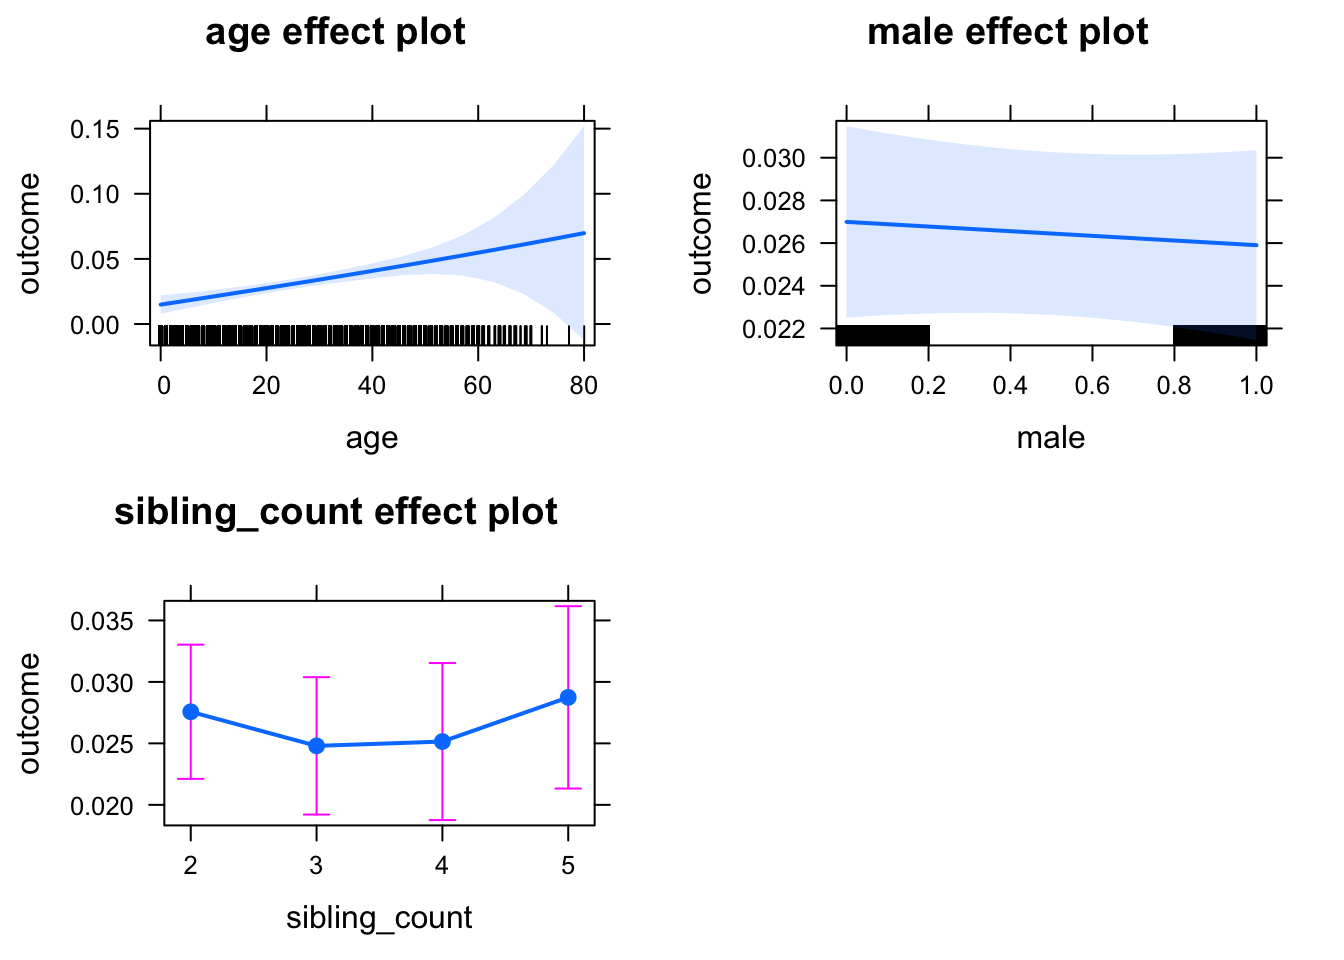 age effect plot
outcome
0.15
0.10
0.05
0.00
0 20 40 60 80
age
male effect plot
outcome
0.030
0.028
0.026
0.024
0.022
0.0 0.2 0.4 0.6 0.8 1.0
male
sibling_count effect plot
outcome
0.035
0.030
0.025
0.020
2 3 4 5
sibling_count